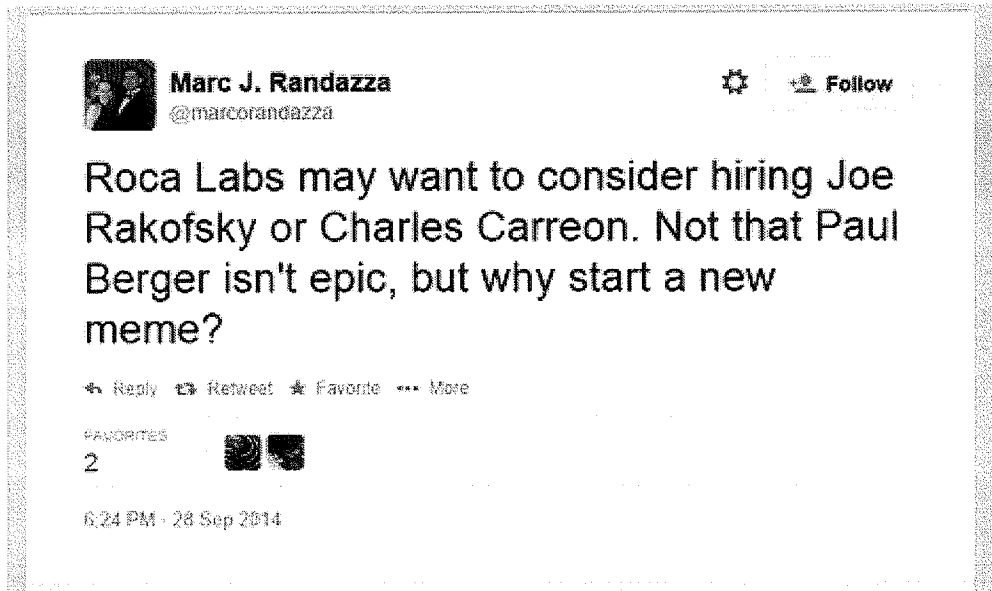 Marc J. Randazza
Follow
@marcorandazza
Roca Labs may want to consider hiring Joe
Rakofsky or Charles Carreon. Not that Paul
Berger isn't epic, but why start a new
meme?
Reply Retweet Favorite More
FAVORITES
2
6:24 PM - 28 Sep 2014